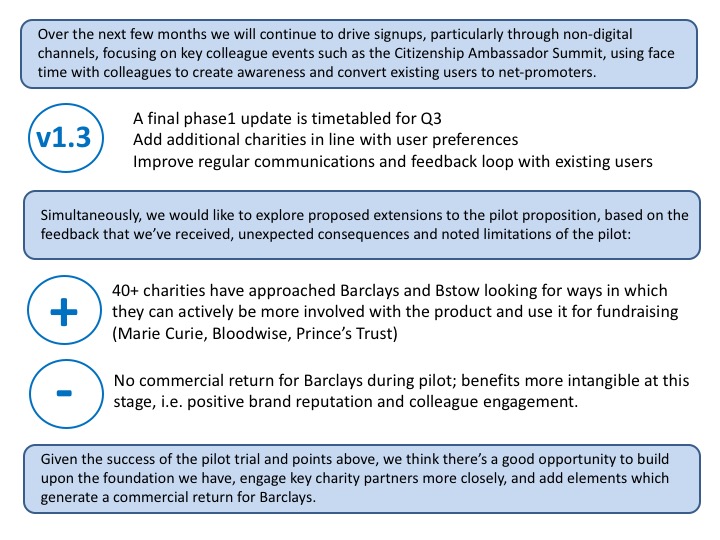 Over the next few months we will continue to drive signups, particularly through non-digital
channels, focusing on key colleague events such as the Citizenship Ambassador Summit, using face
time with colleagues to create awareness and convert existing users to net-promoters.
v1.3
A final phase1 update is timetabled for Q3
Add additional charities in line with user preferences
Improve regular communications and feedback loop with existing users
Simultaneously, we would like to explore proposed extensions to the pilot proposition, based on the
feedback that we’ve received, unexpected consequences and noted limitations of the pilot:
+
40+ charities have approached Barclays and Bstow looking for ways in which
they can actively be more involved with the product and use it for fundraising
(Marie Curie, Bloodwise, Prince’s Trust)
-
No commercial return for Barclays during pilot; benefits more intangible at this
stage, i.e. positive brand reputation and colleague engagement.
Given the success of the pilot trial and points above, we think there’s a good opportunity to build
upon the foundation we have, engage key charity partners more closely, and add elements which
generate a commercial return for Barclays.